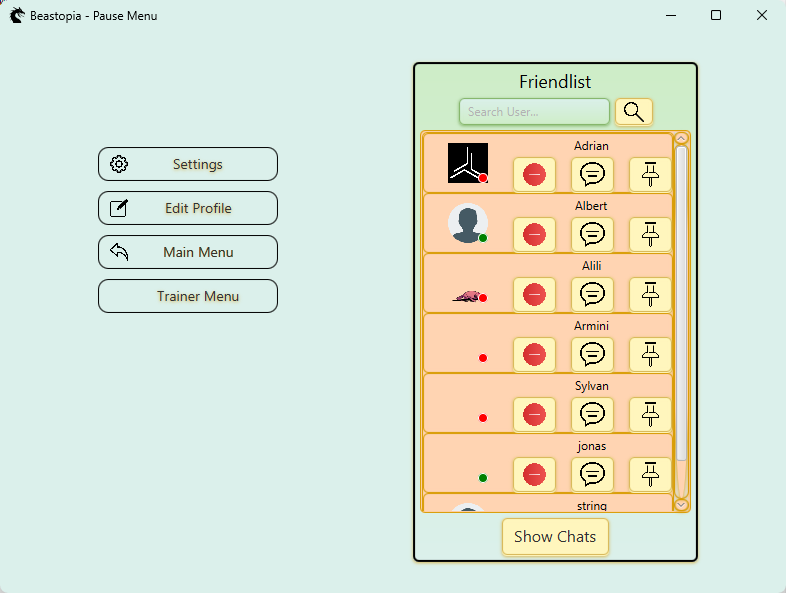 Beastopia - Pause Menu
Settings
Edit Profile
Main Menu
Trainer Menu
Friendlist
Search User...
Adrian
Albert
Alili
Armini
Sylvan
jonas
string
Show Chats